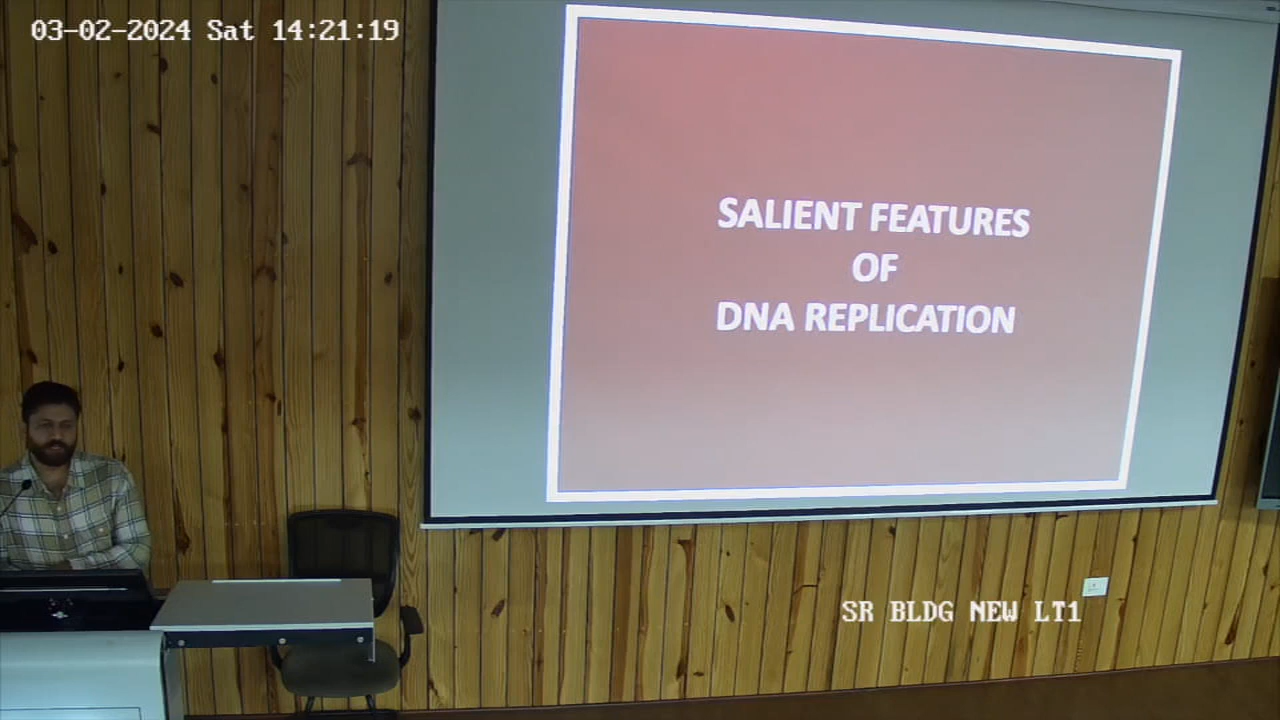 03-02-2024 Sat 14:21:19
SALIENT FEATURES
OF
DNA REPLICATION
SR BLDG NEW LT1